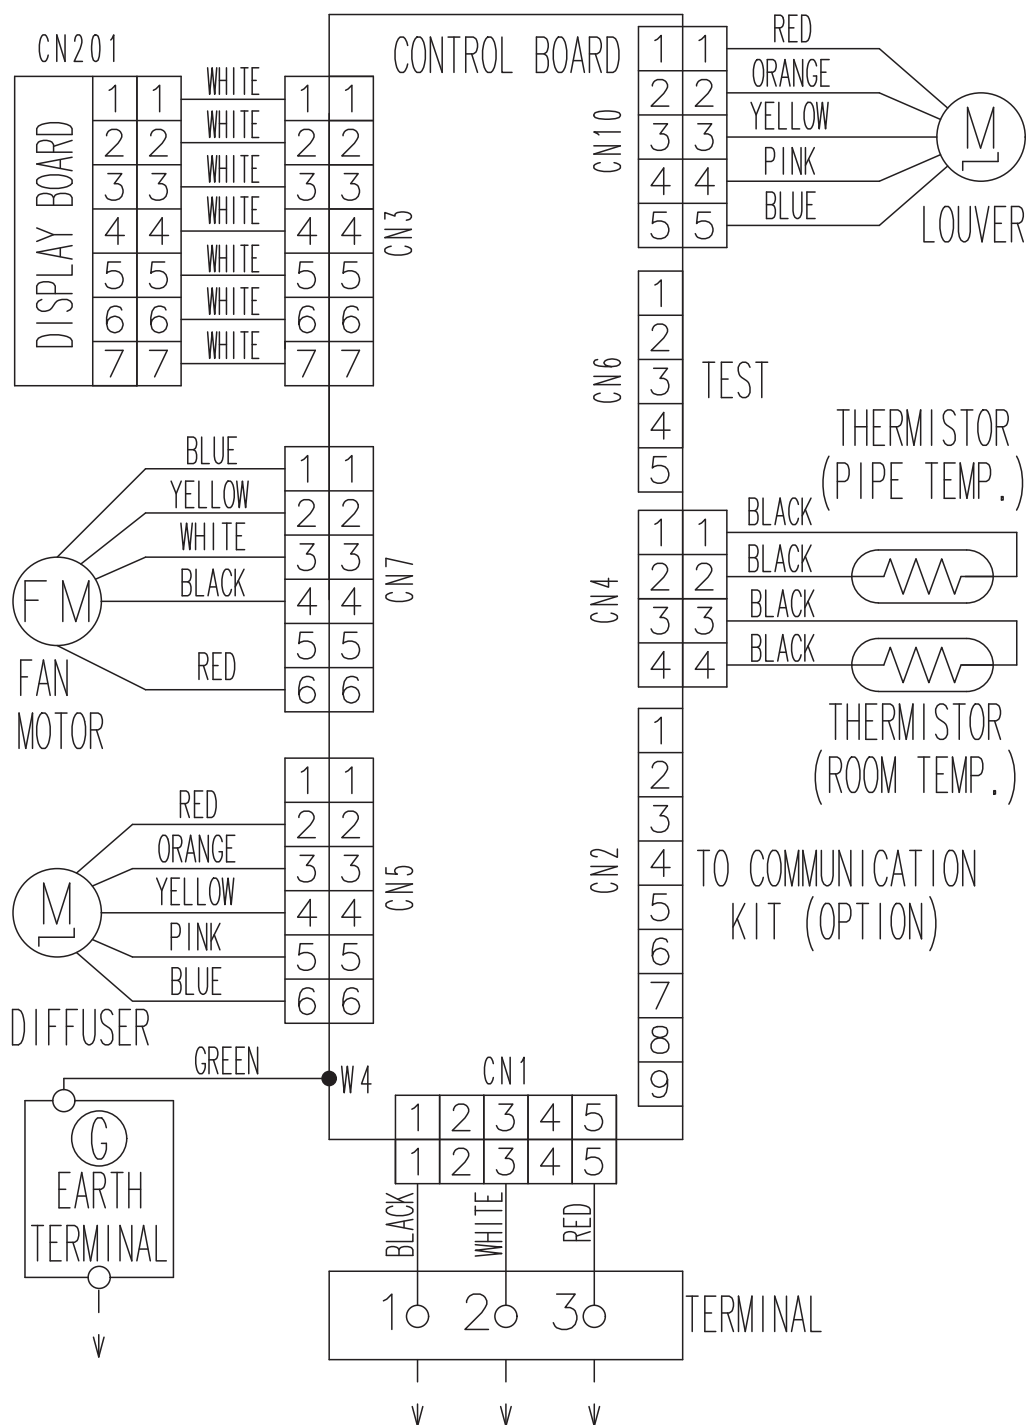 CN201
DISPLAY BOARD
1 1
2 2
3 3
4 4
5 5
6 6
7 7
WHITE
WHITE
WHITE
WHITE
WHITE
WHITE
WHITE
1 1
2 2
3 3
4 4
5 5
6 6
7 7
CN3
CONTROL BOARD
CN10
1 1
2 2
3 3
4 4
5 5
RED
ORANGE
YELLOW
PINK
BLUE
M
LOUVER
CN6
1
2
3
4
5
TEST
FM
FAN
MOTOR
BLUE
YELLOW
WHITE
BLACK
RED
1 1
2 2
3 3
4 4
5 5
6 6
CN7
CN4
1 1
2 2
3 3
4 4
THERMISTOR
(PIPE TEMP.)
BLACK
BLACK
BLACK
BLACK
THERMISTOR
(ROOM TEMP.)
M
DIFFUSER
RED
ORANGE
YELLOW
PINK
BLUE
1 1
2 2
3 3
4 4
5 5
6 6
CN5
CN2
1
2
3
4
5
6
7
8
9
TO COMMUNICATION
KIT (OPTION)
GREEN
W4
G
EARTH
TERMINAL
CN1
1 2 3 4 5
1 2 3 4 5
BLACK
WHITE
RED
1 2 3
TERMINAL